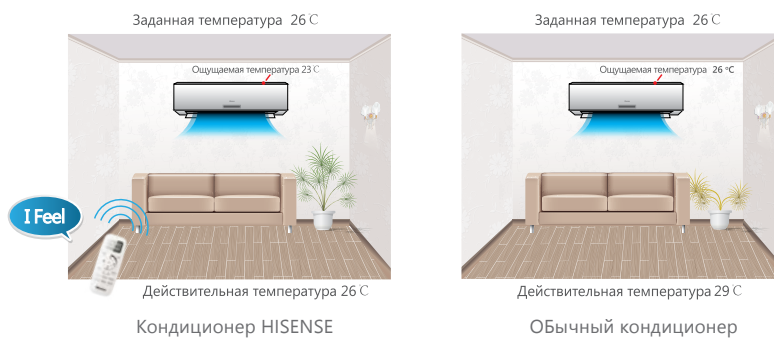 Заданная температура 26℃
Заданная температура 26℃
Ощущаемая температура 23℃
Ощущаемая температура 26 °C
I Feel
Действительная температура 26℃
Действительная температура 29℃
Кондиционер HISENSE
ОБычный кондиционер